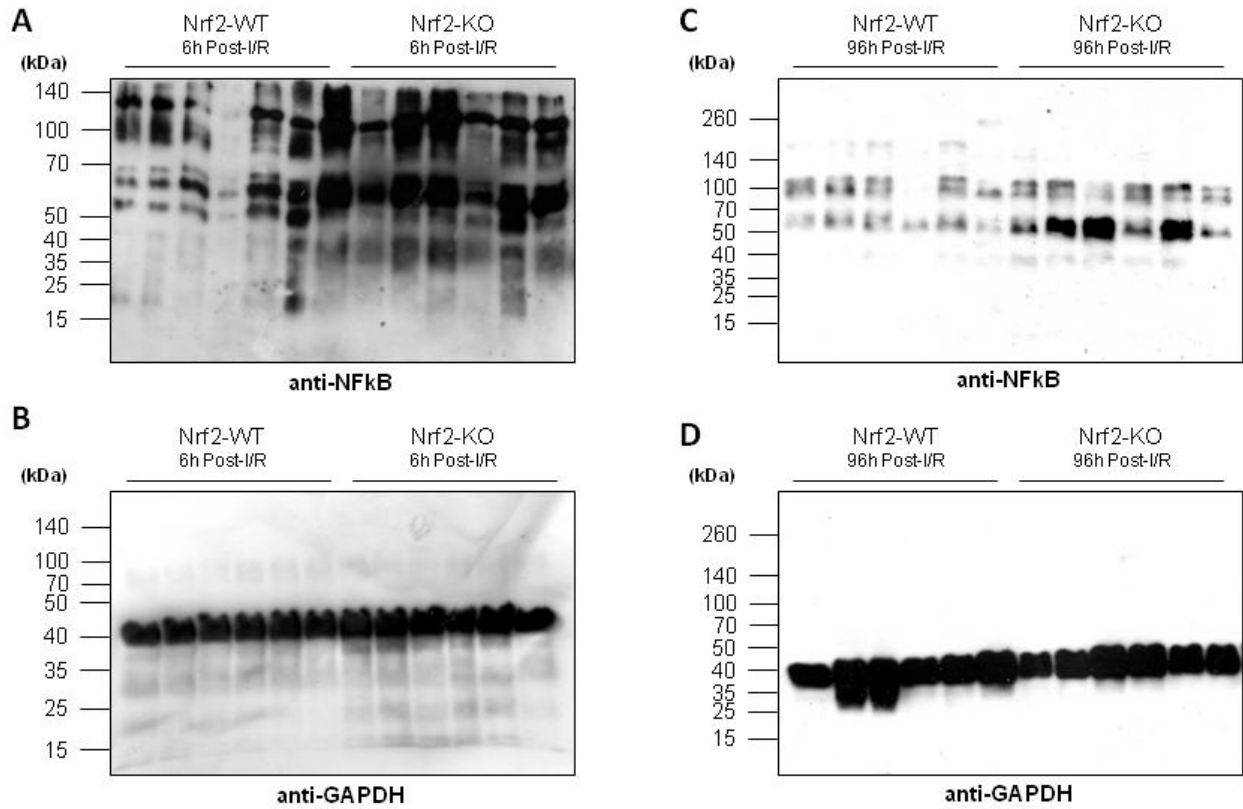 A
Nrf2-WT
6h Post-I/R
Nrf2-KO
6h Post-I/R
(kDa)
140
100
70
50
40
35
25
15
anti-NFkB
B
Nrf2-WT
6h Post-I/R
Nrf2-KO
6h Post-I/R
(kDa)
140
100
70
50
40
35
25
15
anti-GAPDH
C
Nrf2-WT
96h Post-I/R
Nrf2-KO
96h Post-I/R
(kDa)
260
140
100
70
50
40
35
25
15
anti-NFkB
D
Nrf2-WT
96h Post-I/R
Nrf2-KO
96h Post-I/R
(kDa)
260
140
100
70
50
40
35
25
15
anti-GAPDH